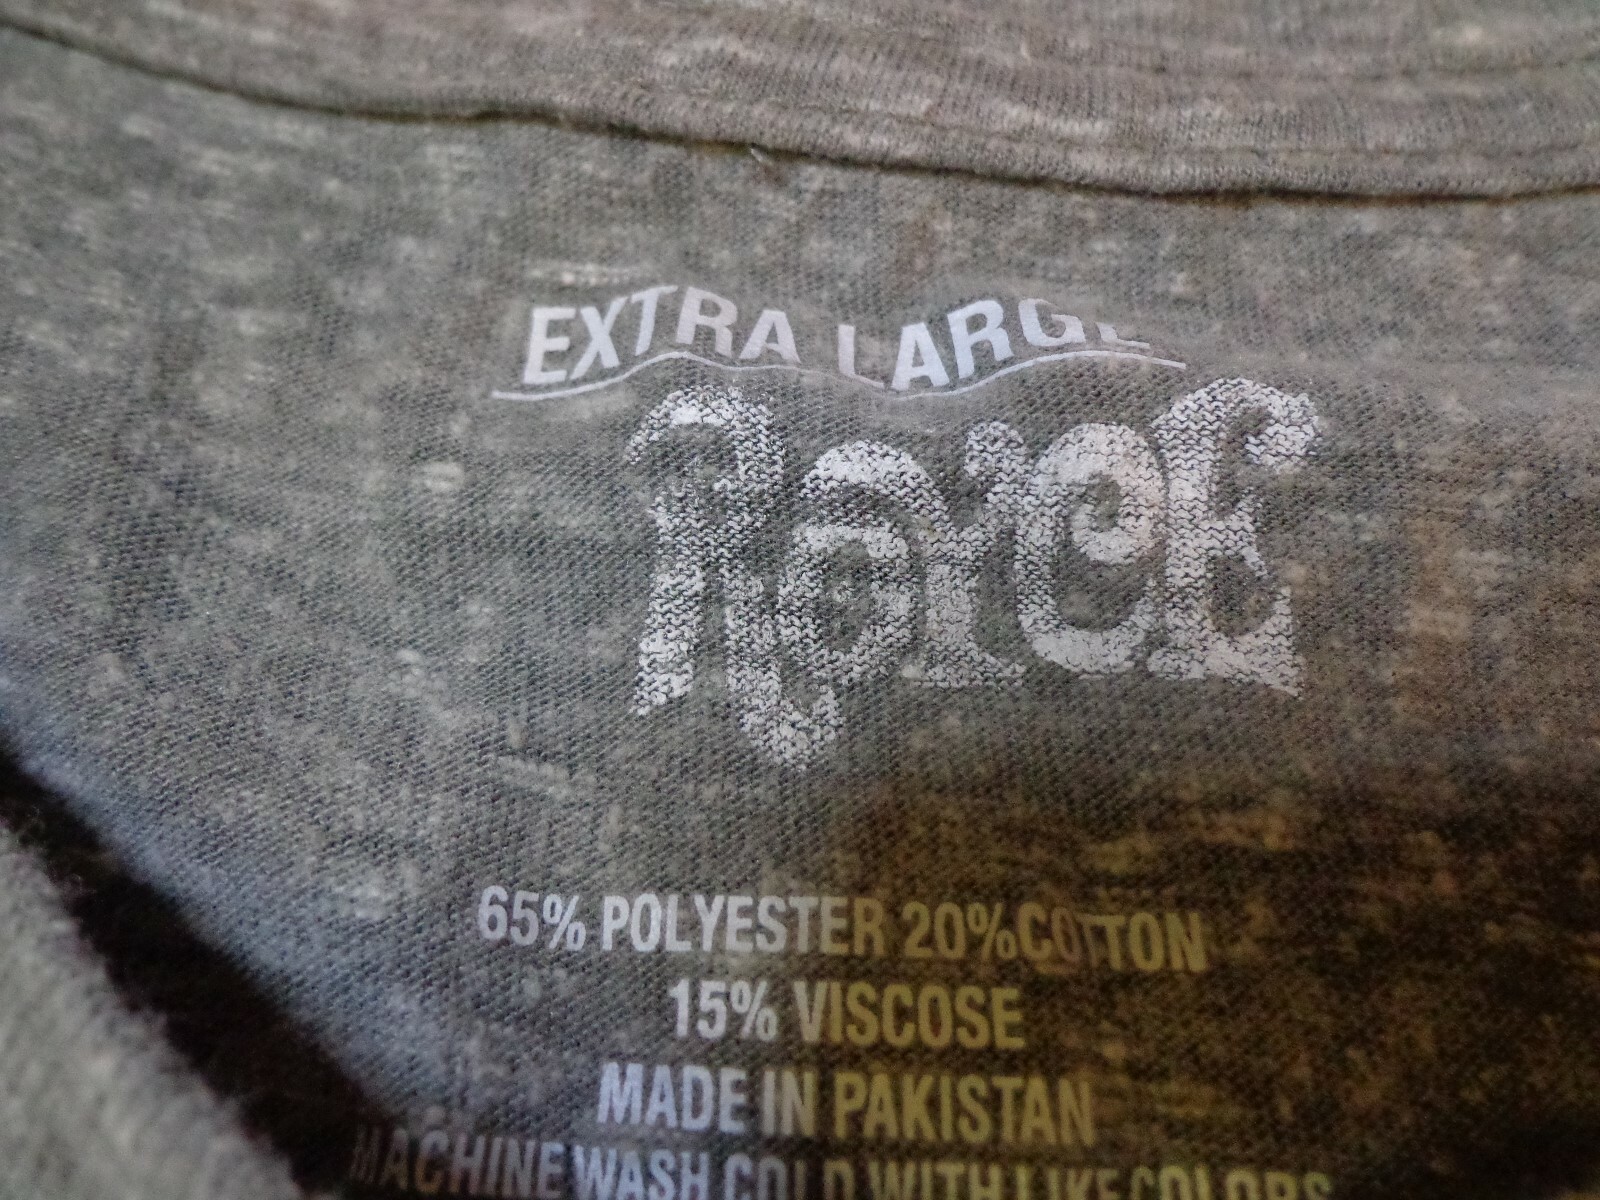 EXTRA LARGE
65% POLYESTER 20%COTTON
15% VISCOSE
MADE IN PAKISTAN
MACHINE WASH COLD WITH LIKE COLORS